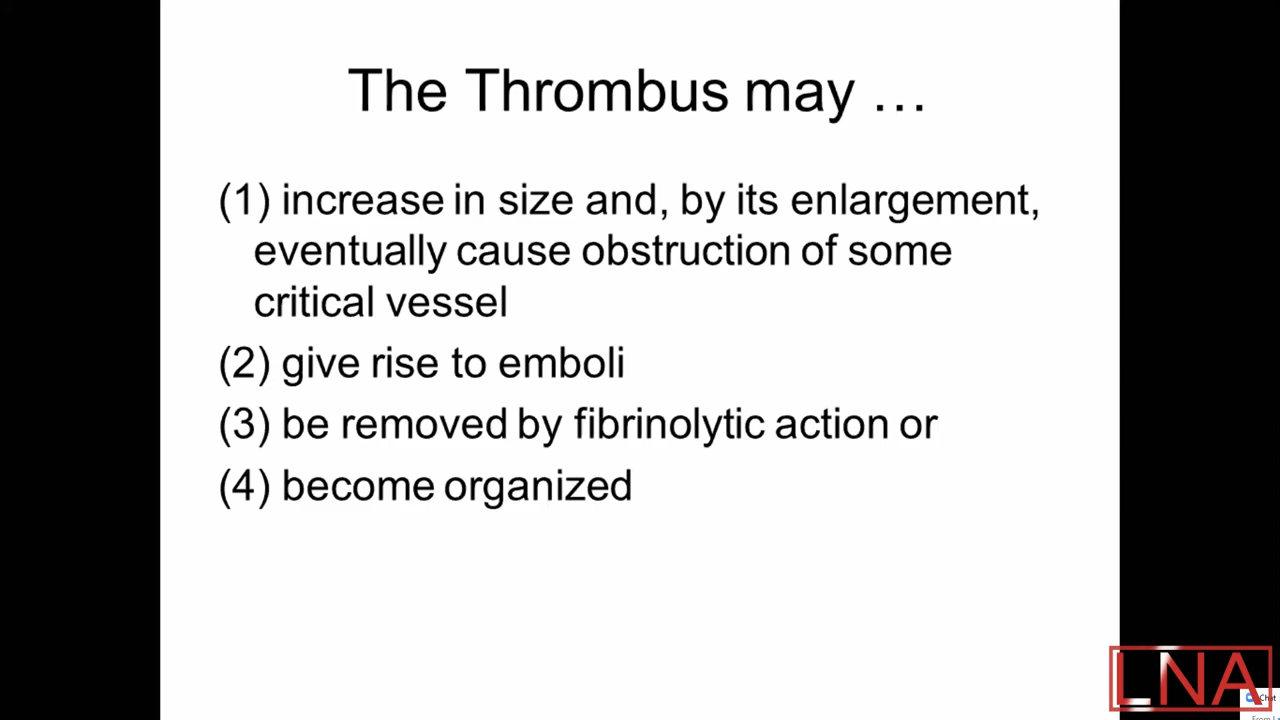 The Thrombus may …
(1) increase in size and, by its enlargement,
eventually cause obstruction of some
critical vessel
(2) give rise to emboli
(3) be removed by fibrinolytic action or
(4) become organized
LNA
Chat